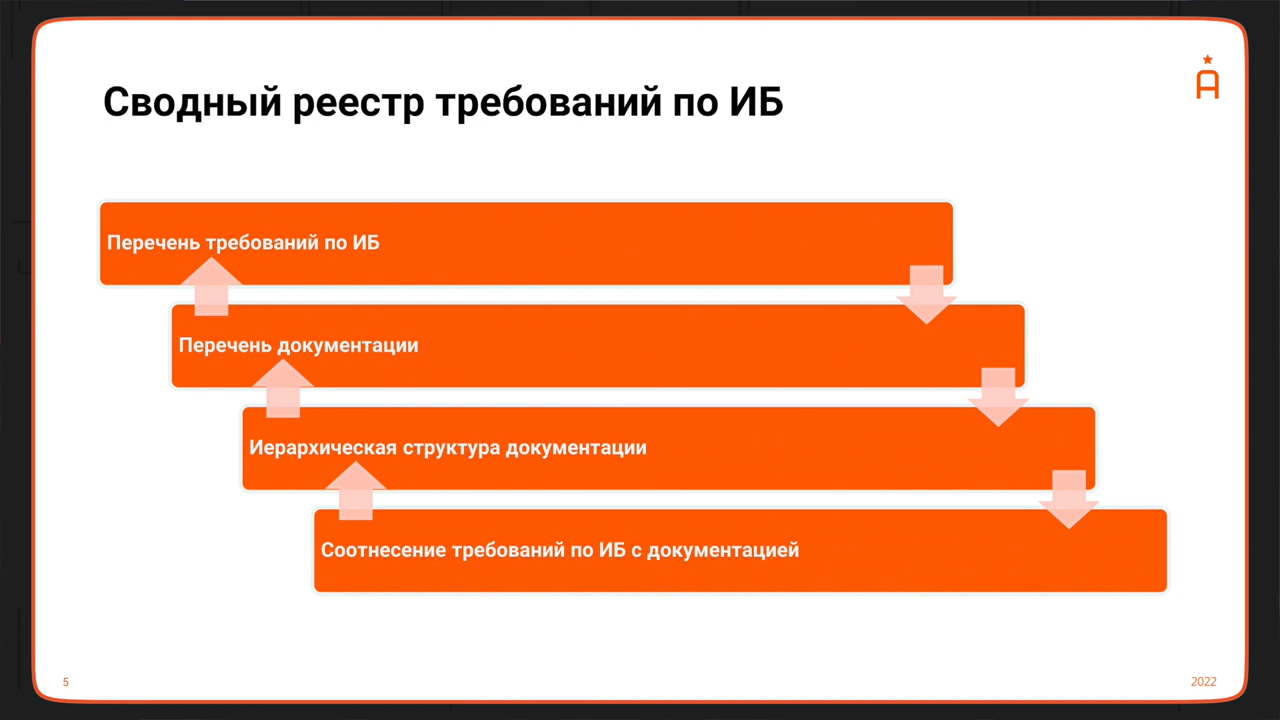 Сводный реестр требований по ИБ
Перечень требований по ИБ
Перечень документации
Иерархическая структура документации
Соотнесение требований по ИБ с документацией
5
2022